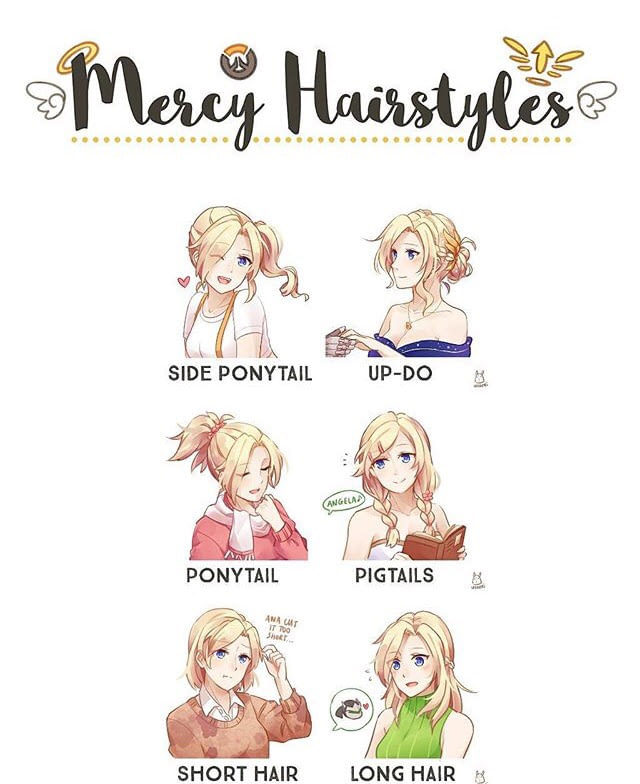 Mercy Hairstyles
SIDE PONYTAIL
UP-DO
PONYTAIL
ANGELA♪
PIGTAILS
ANA CUT
IT TOO
SHORT...
SHORT HAIR
LONG HAIR